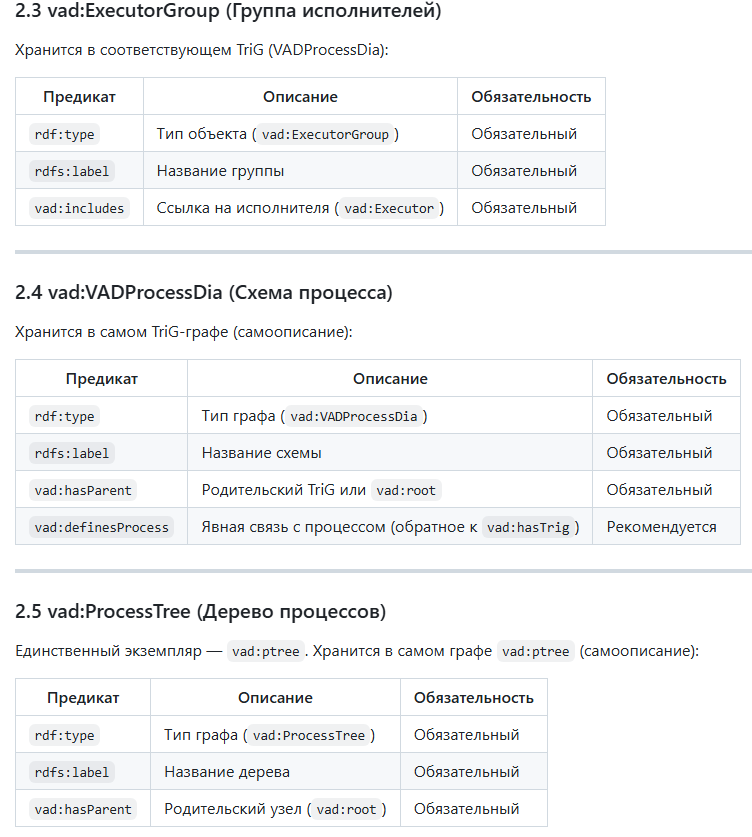 2.3 vad:ExecutorGroup (Группа исполнителей)
Хранится в соответствующем TriG (VADProcessDia):
Предикат Описание Обязательность
rdf:type Тип объекта ( vad:ExecutorGroup ) Обязательный
rdfs:label Название группы Обязательный
vad:includes Ссылка на исполнителя ( vad:Executor ) Обязательный
2.4 vad:VADProcessDia (Схема процесса)
Хранится в самом TriG-графе (самоописание):
Предикат Описание Обязательность
rdf:type Тип графа ( vad:VADProcessDia ) Обязательный
rdfs:label Название схемы Обязательный
vad:hasParent Родительский TriG или vad:root Обязательный
vad:definesProcess Явная связь с процессом (обратное к vad:hasTrig ) Рекомендуется
2.5 vad:ProcessTree (Дерево процессов)
Единственный экземпляр — vad:ptree . Хранится в самом графе vad:ptree (самоописание):
Предикат Описание Обязательность
rdf:type Тип графа ( vad:ProcessTree ) Обязательный
rdfs:label Название дерева Обязательный
vad:hasParent Родительский узел ( vad:root ) Обязательный